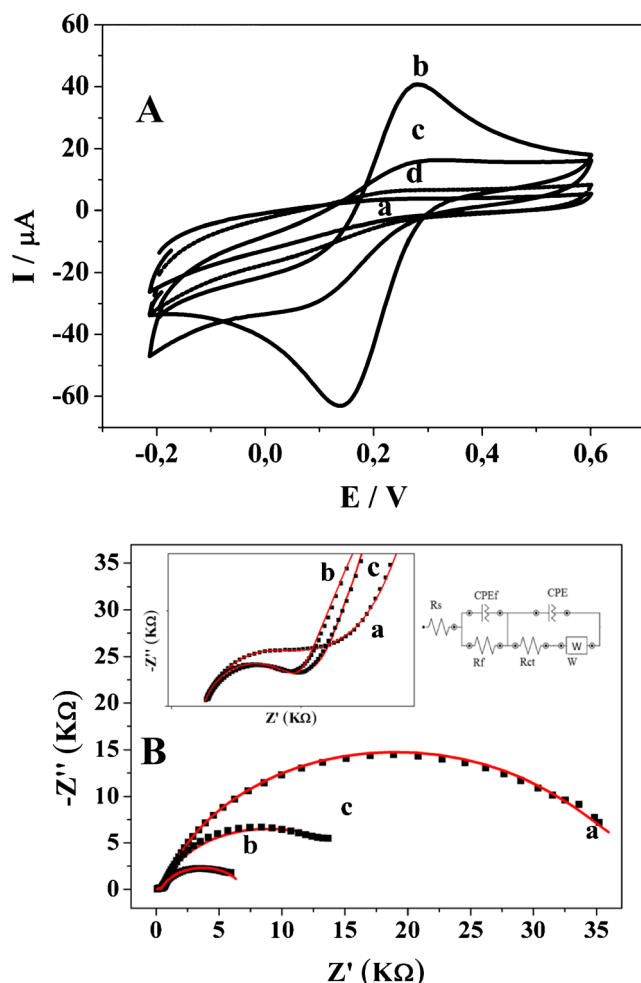 A
60
40
20
0
-20
-40
-60
I / µA
b
c
d
a
-0,2 0,0 0,2 0,4 0,6
E / V
B
35
30
25
20
15
10
5
0
-Z'' (KΩ)
-Z'' (KΩ)
b c
a
Z' (KΩ)
Rs
CPEf CPE
Rf Rct W
W
c
b
a
0 5 10 15 20 25 30 35
Z' (KΩ)